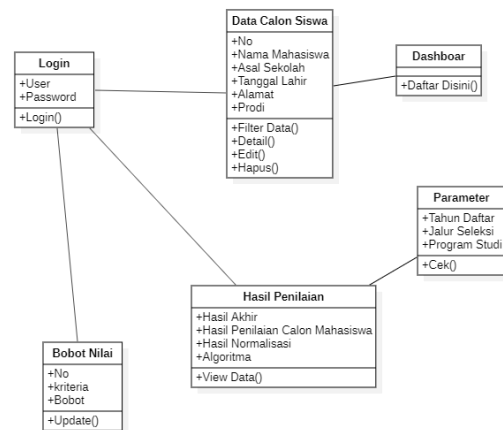 Login
+User
+Password
+Login()
Data Calon Siswa
+No
+Nama Mahasiswa
+Asal Sekolah
+Tanggal Lahir
+Alamat
+Prodi
+Filter Data()
+Detail()
+Edit()
+Hapus()
Dashboar
+Daftar Disini()
Parameter
+Tahun Daftar
+Jalur Seleksi
+Program Studi
+Cek()
Hasil Penilaian
+Hasil Akhir
+Hasil Penilaian Calon Mahasiswa
+Hasil Normalisasi
+Algoritma
+View Data()
Bobot Nilai
+No
+kriteria
+Bobot
+Update()